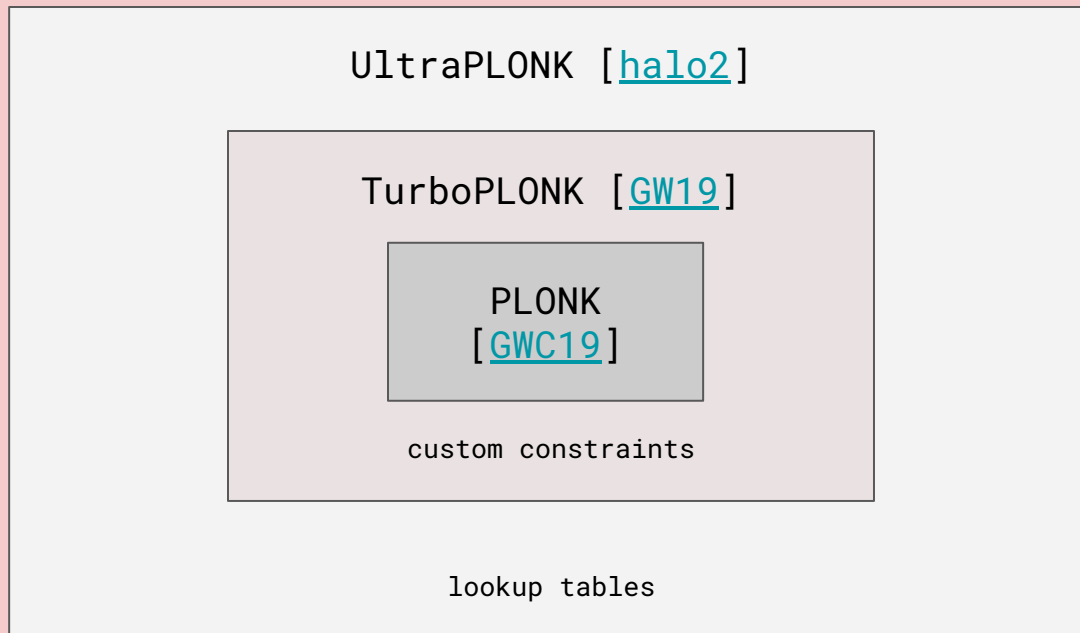 UltraPLONK [halo2]
TurboPLONK [GW19]
PLONK
[GWC19]
custom constraints
lookup tables